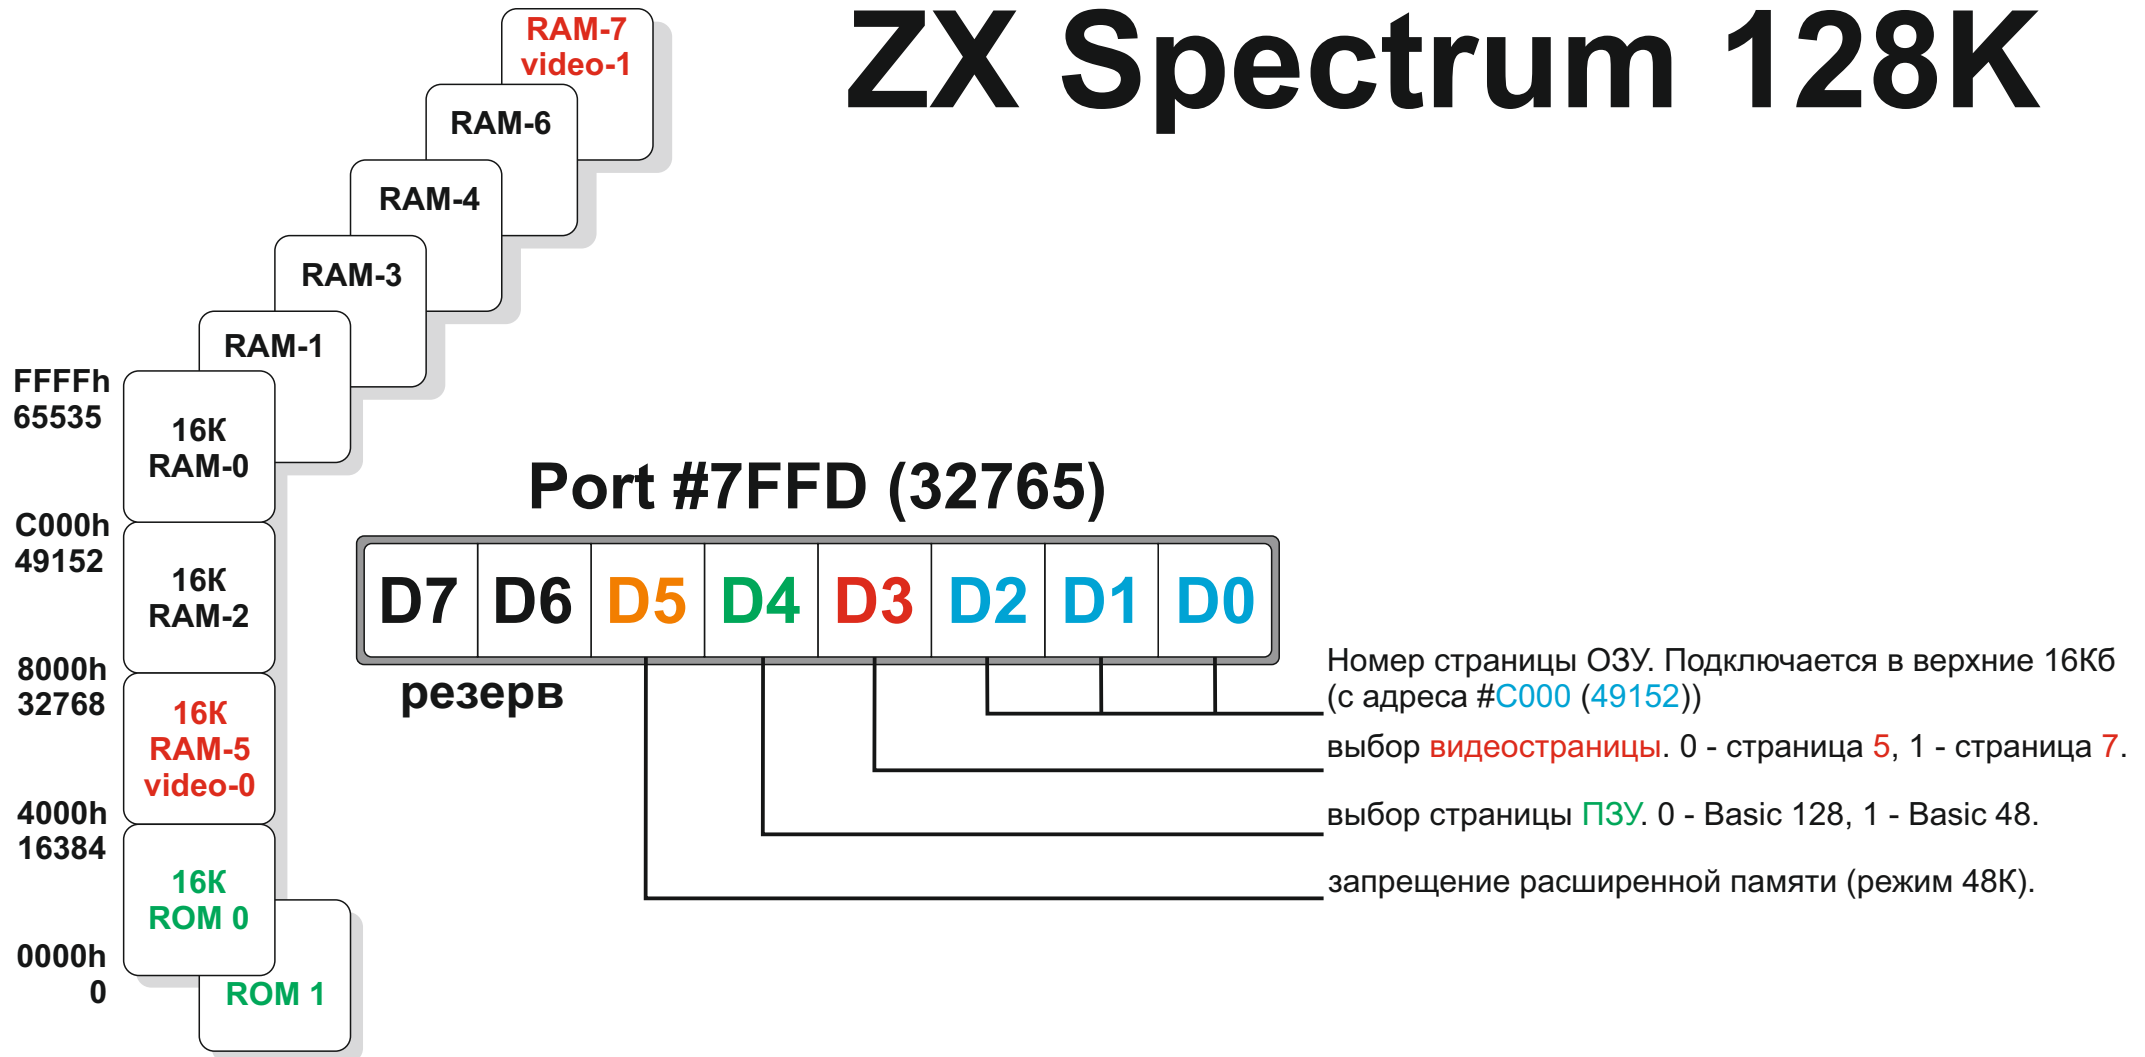 ZX Spectrum 128K
RAM-7
video-1
RAM-6
RAM-4
RAM-3
RAM-1
FFFFh
65535
16K
RAM-0
C000h
49152
16K
RAM-2
8000h
32768
16K
RAM-5
video-0
4000h
16384
16K
ROM 0
0000h
0
ROM 1
Port #7FFD (32765)
D7 D6 D5 D4 D3 D2 D1 D0
резерв
Номер страницы ОЗУ. Подключается в верхние 16Кб
(с адреса #C000 (49152))
выбор видеостраницы. 0 - страница 5, 1 - страница 7.
выбор страницы ПЗУ. 0 - Basic 128, 1 - Basic 48.
запрещение расширенной памяти (режим 48К).